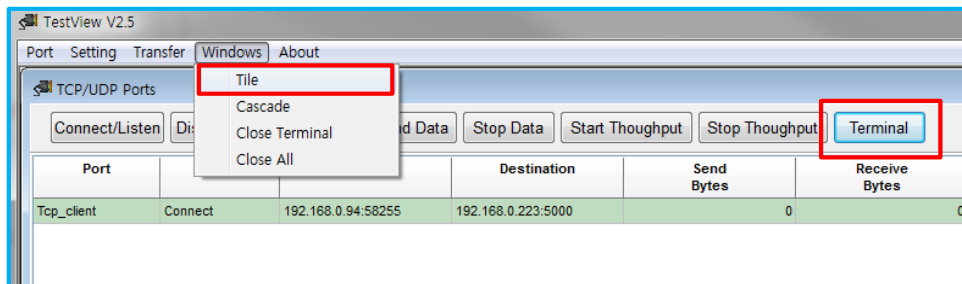 TestView V2.5
Port Setting Transfer Windows About
TCP/UDP Ports
Tile
Cascade
Close Terminal
Close All
Connect/Listen Data Stop Data Start Thoughput Stop Thoughput Terminal
Port Destination Send Bytes Receive Bytes
Tcp_client Connect 192.168.0.94:58255 192.168.0.223:5000 0 0